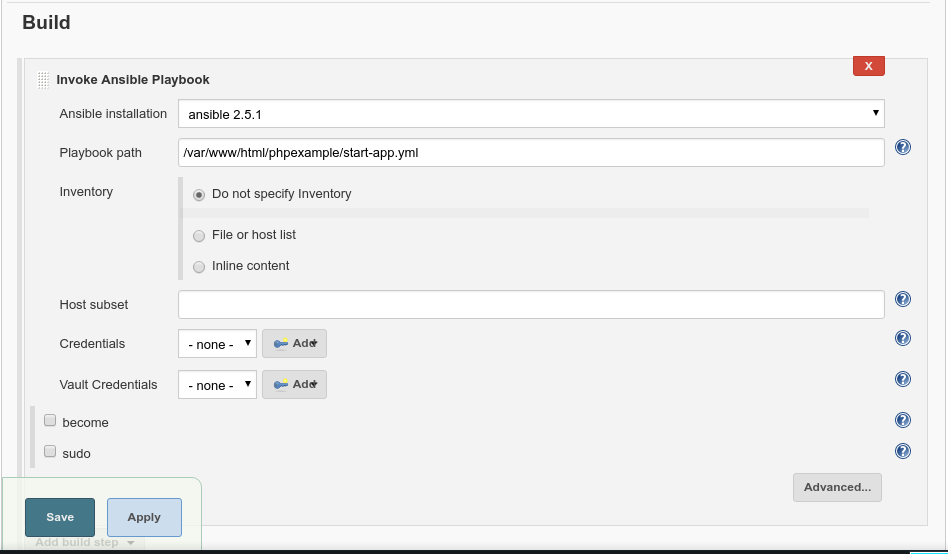 Build
Invoke Ansible Playbook
X
Ansible installation
ansible 2.5.1
Playbook path
/var/www/html/phpexample/start-app.yml
Inventory
Do not specify Inventory
File or host list
Inline content
Host subset
Credentials
- none -
Add
Vault Credentials
- none -
Add
become
sudo
Advanced...
Save
Apply
Add build step